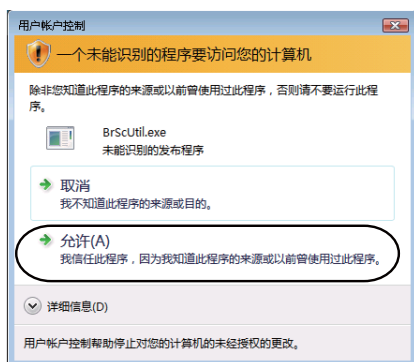 用户帐户控制
一个未能识别的程序要访问您的计算机
除非您知道此程序的来源或以前曾使用过此程序，否则请不要运行此程
序。
BrScUtil.exe
未能识别的发布程序
取消
我不知道此程序的来源或目的。
允许(A)
我信任此程序，因为我知道此程序的来源或以前曾使用过此程序。
详细信息(D)
用户帐户控制帮助停止对您的计算机的未经授权的更改。